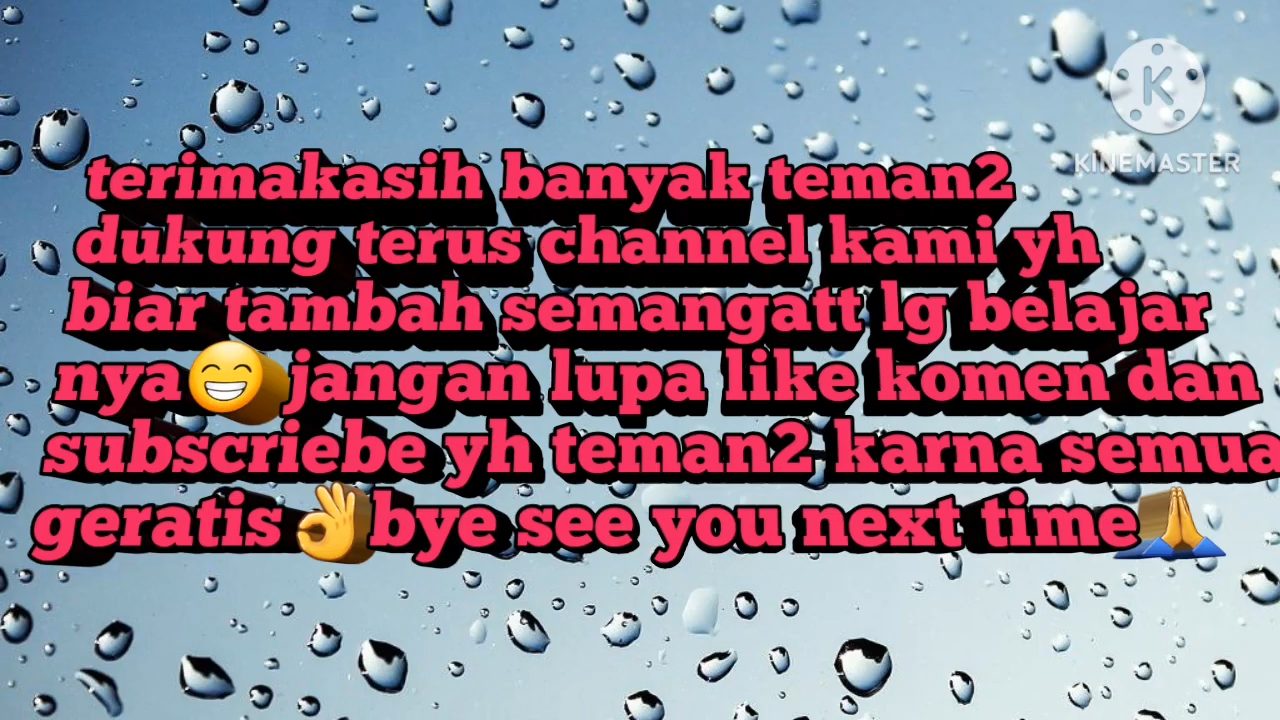 KINEMASTER
terimakasih banyak teman2
dukung terus channel kami yh
biar tambah semangatt lg belajar
nya😁jangan lupa like komen dan
subscriebe yh teman2 karna semua
geratis👌bye see you next time🙏